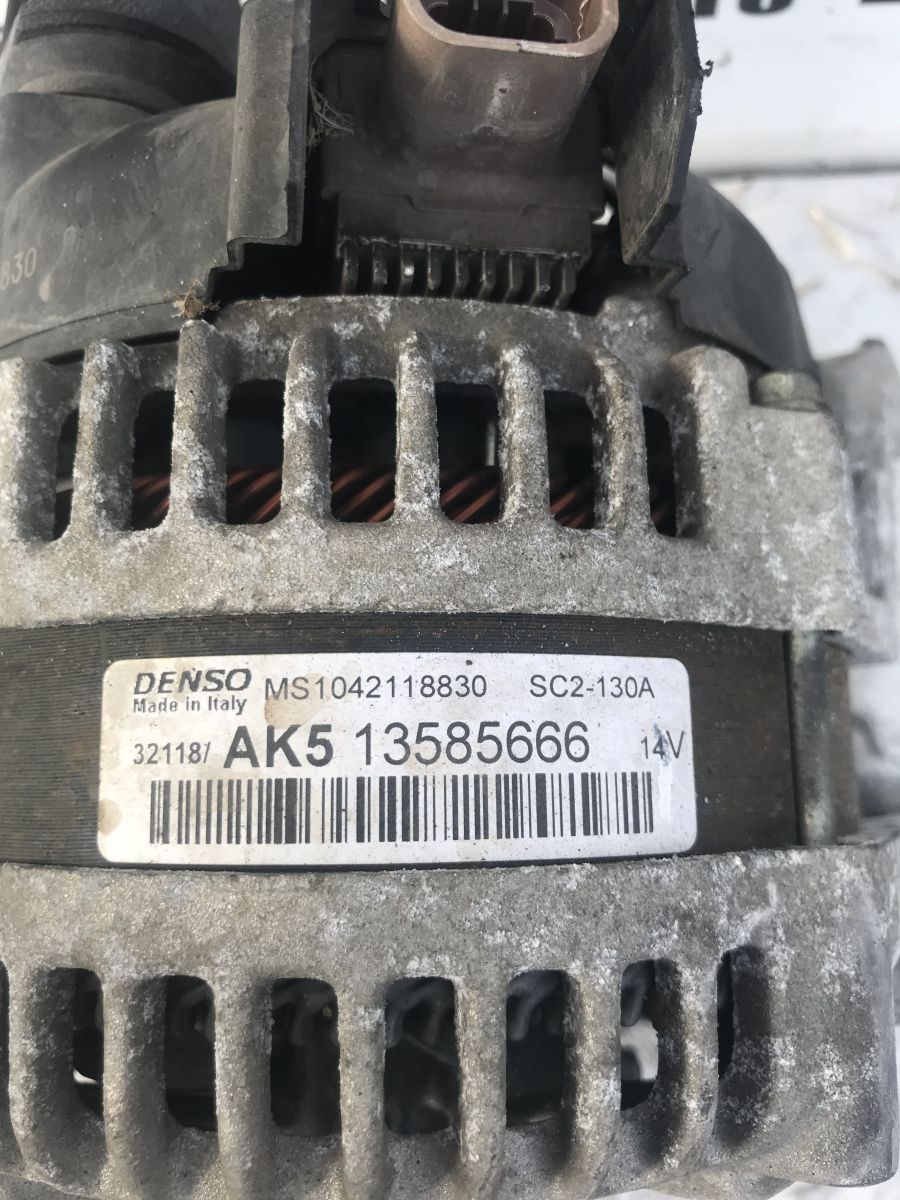 830
DENSO MS1042118830 SC2-130A
Made in Italy
32118/ AK5 13585666 14V